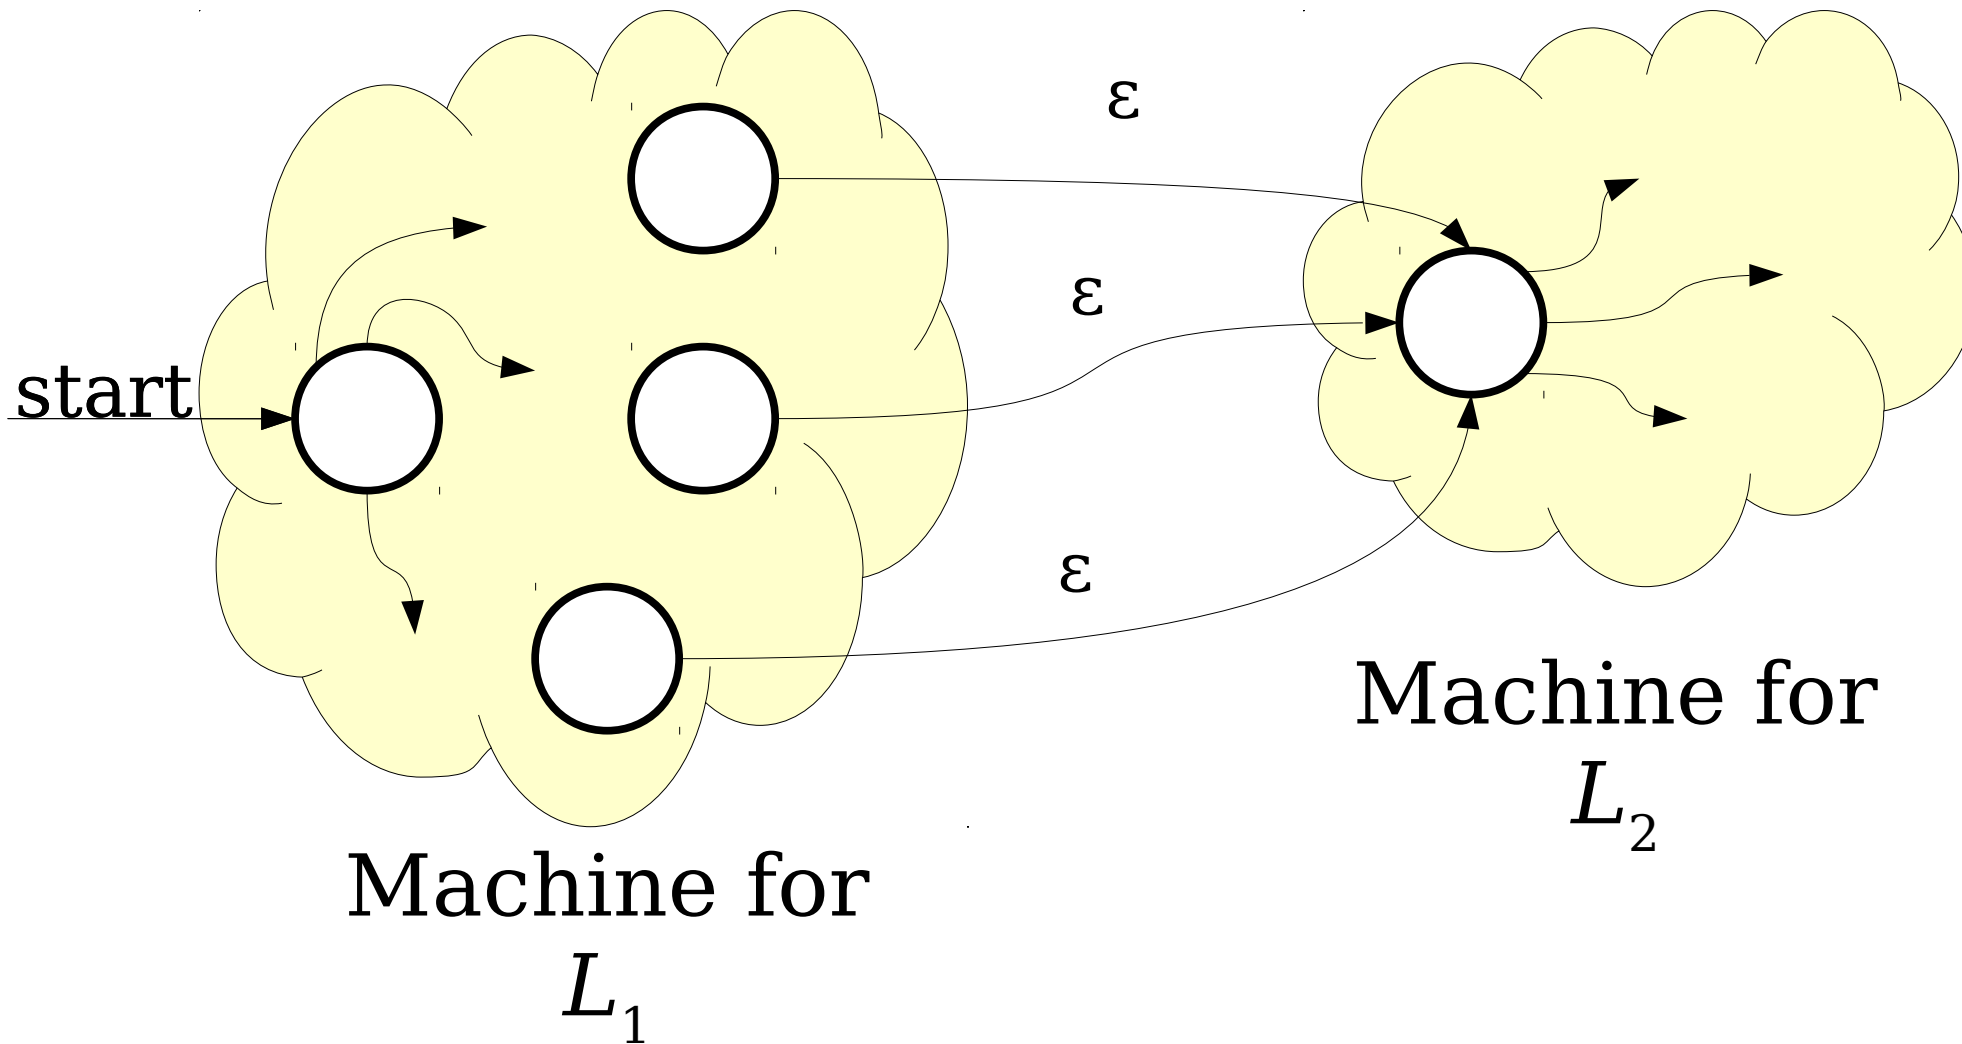 ε
ε
start
ε
Machine for
L₂
Machine for
L₁